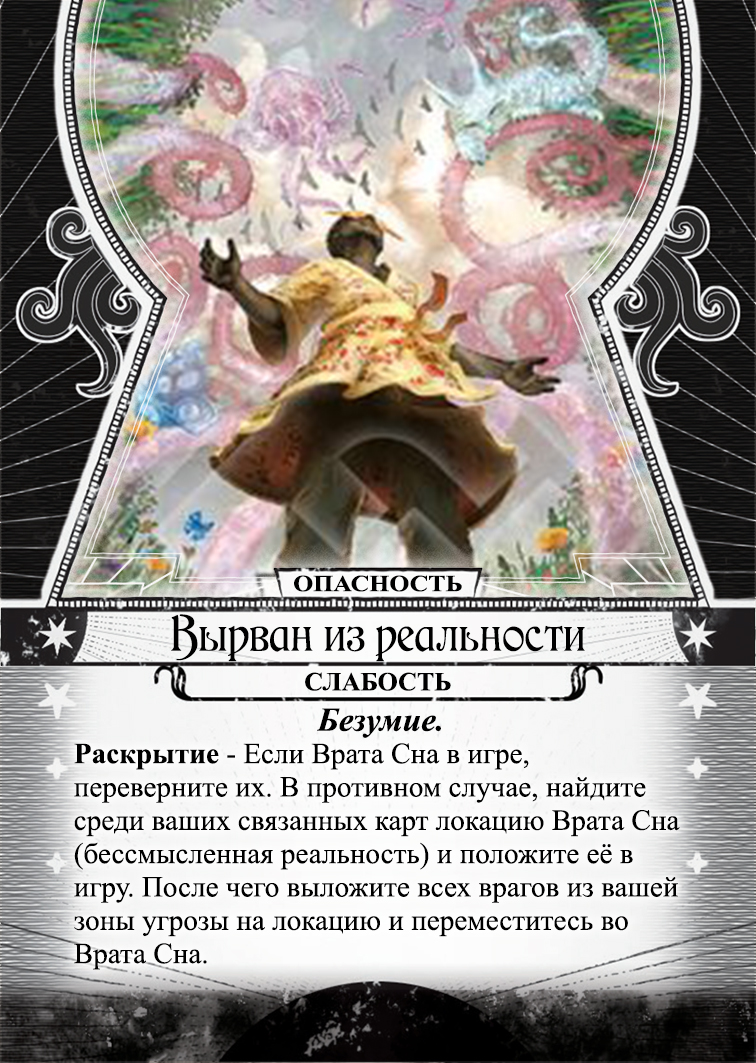 ОПАСНОСТЬ
Вырван из реальности
СЛАБОСТЬ
Безумие.
Раскрытие - Если Врата Сна в игре,
переверните их. В противном случае, найдите
среди ваших связанных карт локацию Врата Сна
(бессмысленная реальность) и положите её в
игру. После чего выложите всех врагов из вашей
зоны угрозы на локацию и переместитесь во
Врата Сна.